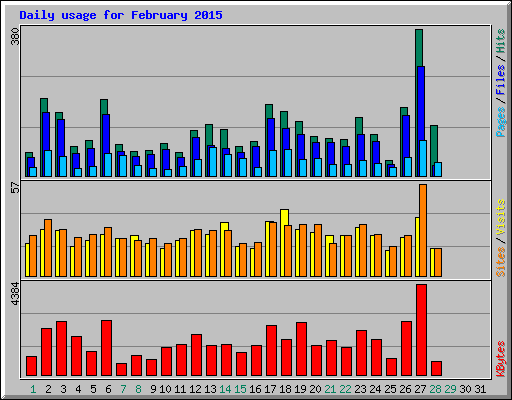 Daily usage for February 2015
380
Pages / Files / Hits
57
Sites / Visits
4384
KBytes
1 2 3 4 5 6 7 8 9 10 11 12 13 14 15 16 17 18 19 20 21 22 23 24 25 26 27 28 29 30 31